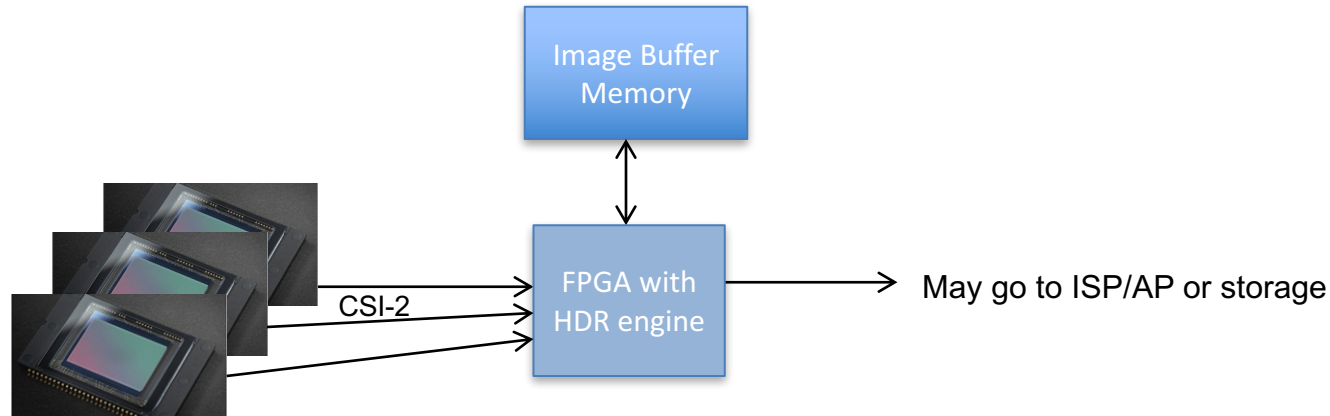 Image Buffer
Memory
CSI-2
FPGA with
HDR engine
May go to ISP/AP or storage